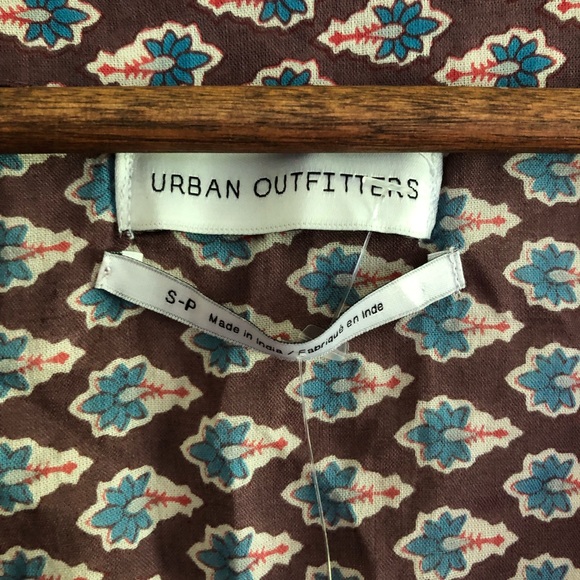 URBAN OUTFITTERS
S-P Made in India / Fabriqué en Inde